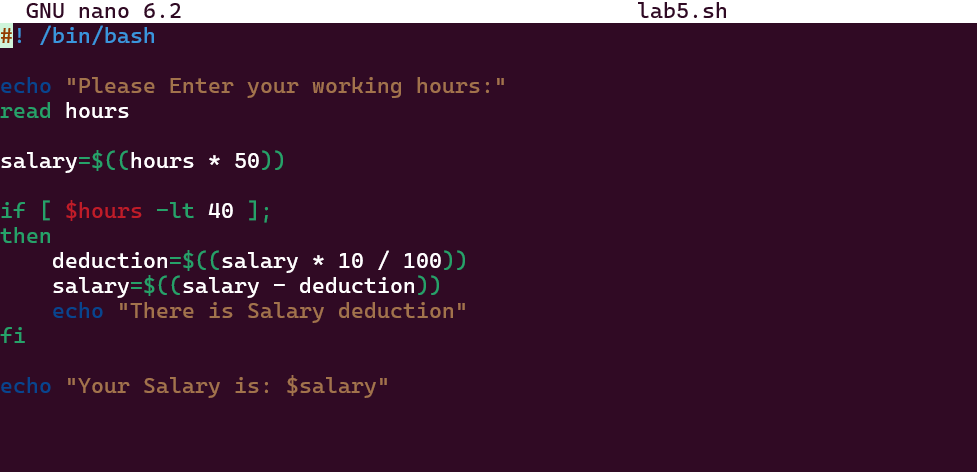 GNU nano 6.2 lab5.sh
#! /bin/bash
echo "Please Enter your working hours:"
read hours
salary=$((hours * 50))
if [ $hours -lt 40 ];
then
    deduction=$((salary * 10 / 100))
    salary=$((salary - deduction))
    echo "There is Salary deduction"
fi
echo "Your Salary is: $salary"